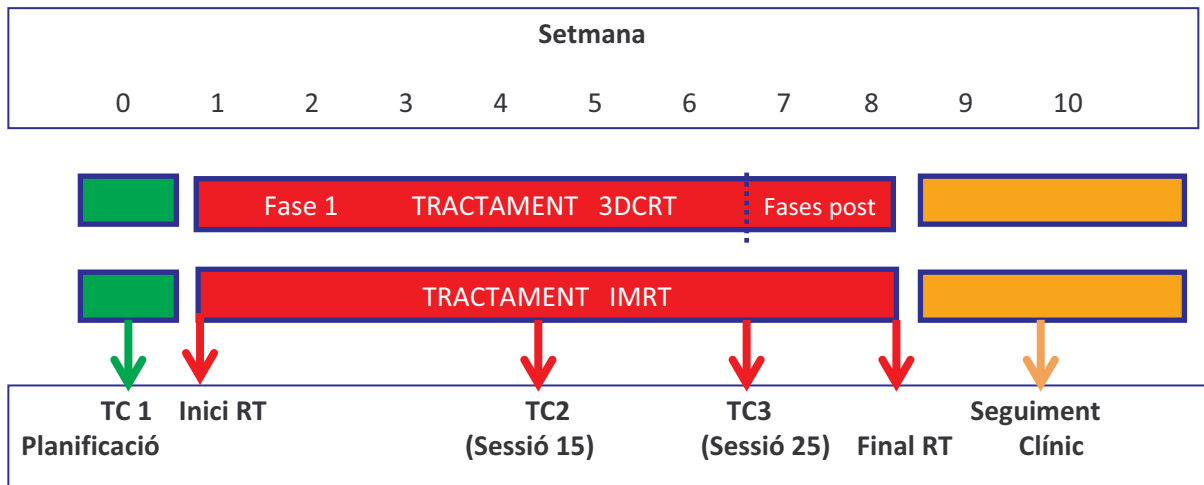 Setmana
0 1 2 3 4 5 6 7 8 9 10
Fase 1 TRACTAMENT 3DCRT Fases post
TRACTAMENT IMRT
TC 1 Inici RT TC2 TC3 Seguiment
Planificació (Sessió 15) (Sessió 25) Final RT Clínic